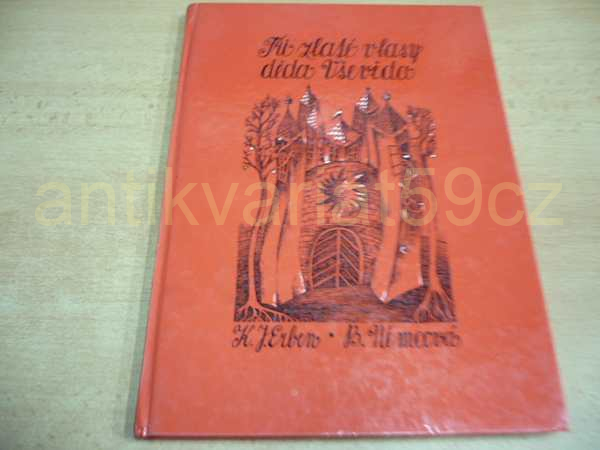 Tři zlaté vlasy
děda Vševěda
antikvariat59cz
K. J. Erben • B. Němcová